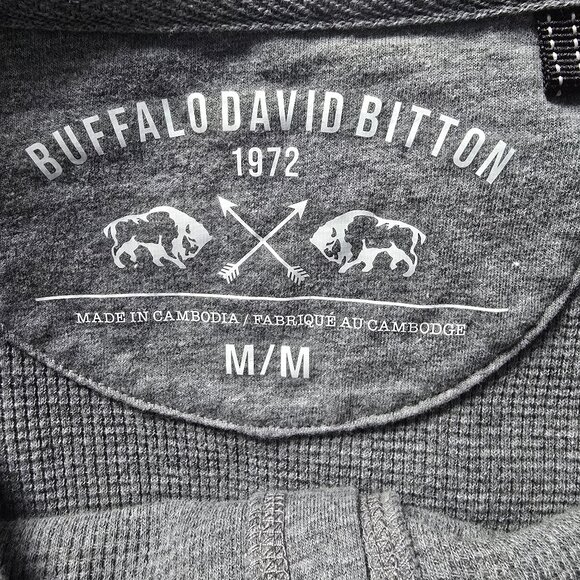 BUFFALO DAVID BITTON
1972
MADE IN CAMBODIA / FABRIQUÉ AU CAMBODGE
M/M